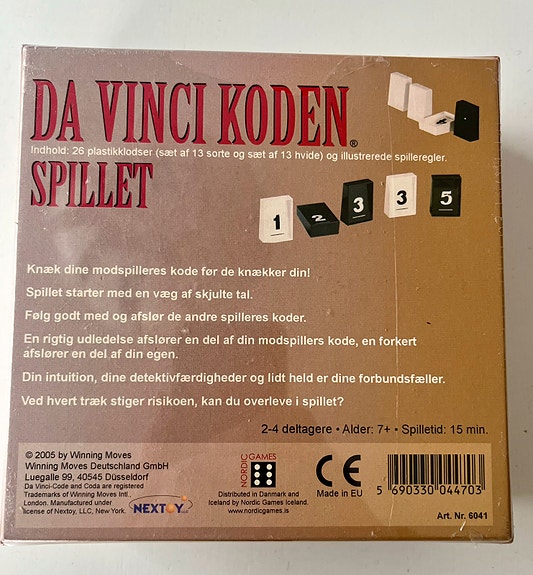 DA VINCI KODEN®
Indhold: 26 plastikklodser (sæt af 13 sorte og sæt af 13 hvide) og illustrerede spilleregler.
SPILLET
1 2 3 3 5
Knæk dine modspilleres kode før de knækker din!
Spillet starter med en væg af skjulte tal.
Følg godt med og afslør de andre spilleres koder.
En rigtig udledelse afslører en del af din modspillers kode, en forkert
afslører en del af din egen.
Din intuition, dine detektivfærdigheder og lidt held er dine forbundsfæller.
Ved hvert træk stiger risikoen, kan du overleve i spillet?
2-4 deltagere • Alder: 7+ • Spilletid: 15 min.
© 2005 by Winning Moves
Winning Moves Deutschland GmbH
Luegalle 99, 40545 Düsseldorf
Da Vinci-Code and Coda are registered
Trademarks of Winning Moves Int.,
London. Manufactured under
license of Nextoy, LLC, New York.
NEXTOY
NORDIC GAMES
Distributed in Danmark and
Iceland by Nordic Games Iceland.
www.nordicgames.is
CE
Made in EU
5 690330 044703
Art. Nr. 6041